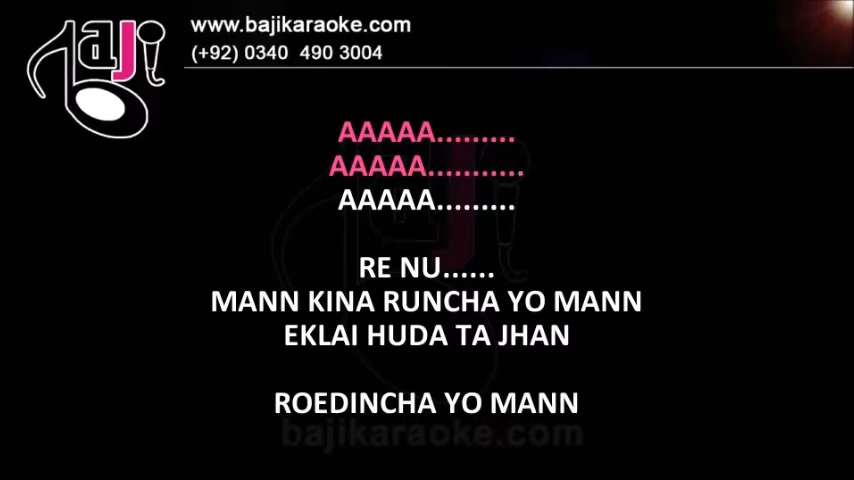 www.bajikaraoke.com
(+92) 0340 490 3004
aji
AAAAA.........
AAAAA...........
AAAAA.........
RE NU......
MANN KINA RUNCHA YO MANN
EKLAI HUDA TA JHAN
ROEDINCHA YO MANN
bajikaraoke.com